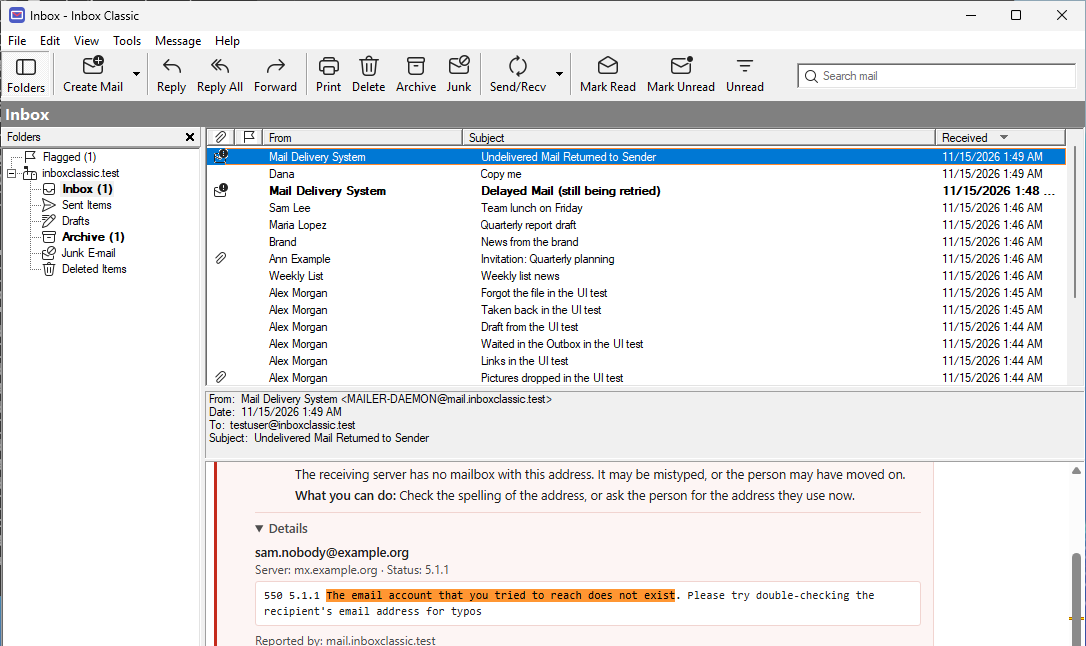 Inbox - Inbox Classic
File Edit View Tools Message Help
Folders Create Mail Reply Reply All Forward Print Delete Archive Junk Send/Recv Mark Read Mark Unread Unread Search mail
Inbox
Folders
Flagged (1)
inboxclassic.test
Inbox (1)
Sent Items
Drafts
Archive (1)
Junk E-mail
Deleted Items
From Subject Received
Mail Delivery System Undelivered Mail Returned to Sender 11/15/2026 1:49 AM
Dana Copy me 11/15/2026 1:49 AM
Mail Delivery System Delayed Mail (still being retried) 11/15/2026 1:48 ...
Sam Lee Team lunch on Friday 11/15/2026 1:46 AM
Maria Lopez Quarterly report draft 11/15/2026 1:46 AM
Brand News from the brand 11/15/2026 1:46 AM
Ann Example Invitation: Quarterly planning 11/15/2026 1:46 AM
Weekly List Weekly list news 11/15/2026 1:46 AM
Alex Morgan Forgot the file in the UI test 11/15/2026 1:45 AM
Alex Morgan Taken back in the UI test 11/15/2026 1:45 AM
Alex Morgan Draft from the UI test 11/15/2026 1:44 AM
Alex Morgan Waited in the Outbox in the UI test 11/15/2026 1:44 AM
Alex Morgan Links in the UI test 11/15/2026 1:44 AM
Alex Morgan Pictures dropped in the UI test 11/15/2026 1:44 AM
From: Mail Delivery System <MAILER-DAEMON@mail.inboxclassic.test>
Date: 11/15/2026 1:49 AM
To: testuser@inboxclassic.test
Subject: Undelivered Mail Returned to Sender
The receiving server has no mailbox with this address. It may be mistyped, or the person may have moved on.
What you can do: Check the spelling of the address, or ask the person for the address they use now.
▼ Details
sam.nobody@example.org
Server: mx.example.org · Status: 5.1.1
550 5.1.1 The email account that you tried to reach does not exist. Please try double-checking the
recipient's email address for typos
Reported by: mail.inboxclassic.test